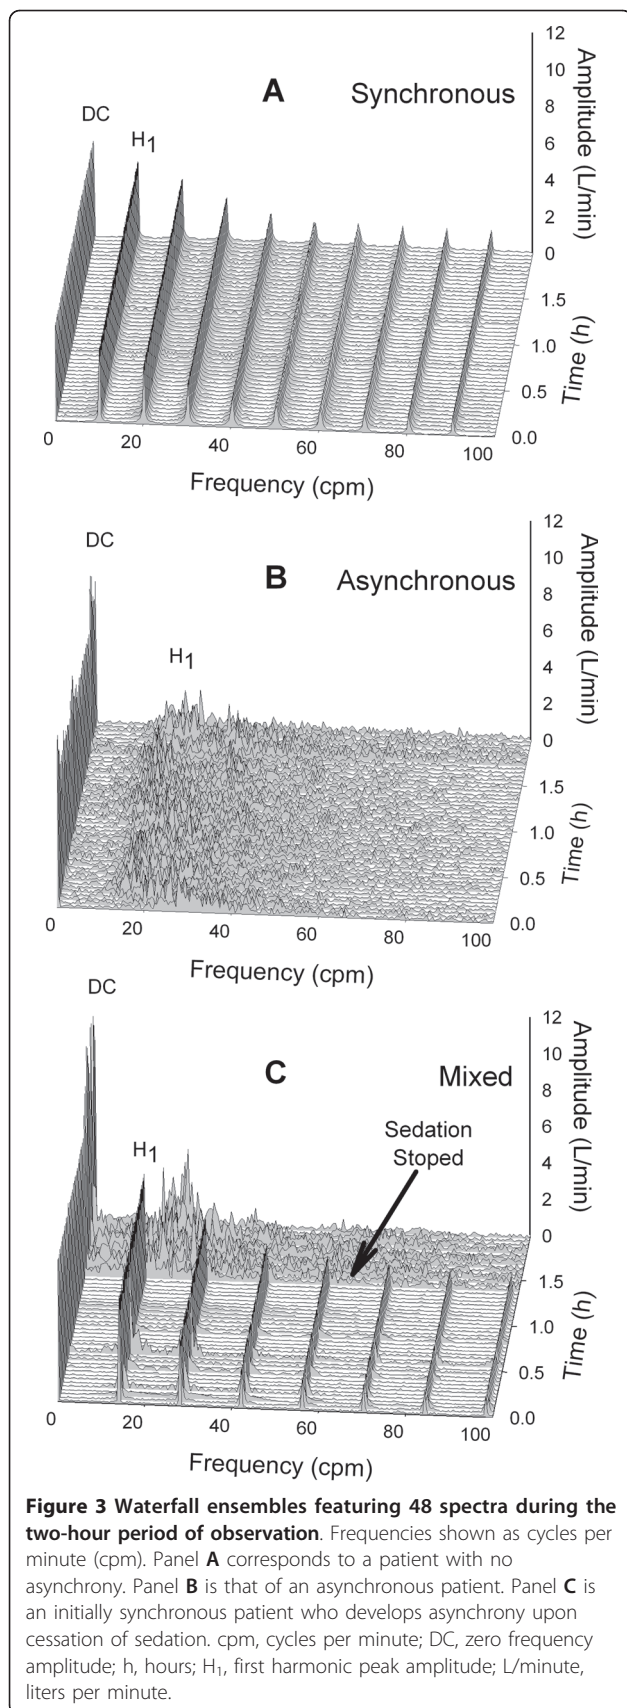 12
10
8
6
4
2
0
Amplitude (L/min)
A Synchronous
DC
H1
1.5
1.0
0.5
0.0
Time (h)
0 20 40 60 80 100
Frequency (cpm)
12
10
8
6
4
2
0
Amplitude (L/min)
DC
B Asynchronous
H1
1.5
1.0
0.5
0.0
Time (h)
0 20 40 60 80 100
Frequency (cpm)
DC
12
10
8
6
4
2
0
Amplitude (L/min)
C Mixed
Sedation
Stoped
H1
1.5
1.0
0.5
0.0
Time (h)
0 20 40 60 80 100
Frequency (cpm)
Figure 3 Waterfall ensembles featuring 48 spectra during the
two-hour period of observation. Frequencies shown as cycles per
minute (cpm). Panel A corresponds to a patient with no
asynchrony. Panel B is that of an asynchronous patient. Panel C is
an initially synchronous patient who develops asynchrony upon
cessation of sedation. cpm, cycles per minute; DC, zero frequency
amplitude; h, hours; H1, first harmonic peak amplitude; L/minute,
liters per minute.